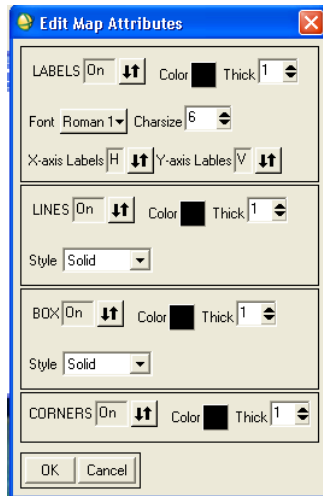 Edit Map Attributes
LABELS On Color Thick 1
Font Roman 1 Charsize 6
X-axis Labels H Y-axis Lables V
LINES On Color Thick 1
Style Solid
BOX On Color Thick 1
Style Solid
CORNERS On Color Thick 1
OK Cancel